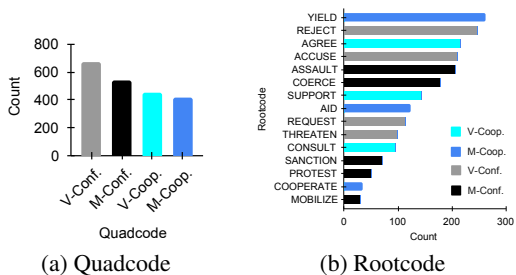 800
600
400
200
0
Count
V-Conf.
M-Conf.
V-Coop.
M-Coop.
Quadcode
(a) Quadcode
YIELD
REJECT
AGREE
ACCUSE
ASSAULT
COERCE
SUPPORT
AID
REQUEST
THREATEN
CONSULT
SANCTION
PROTEST
COOPERATE
MOBILIZE
Rootcode
V-Coop.
M-Coop.
V-Conf.
M-Conf.
0 100 200 300
Count
(b) Rootcode